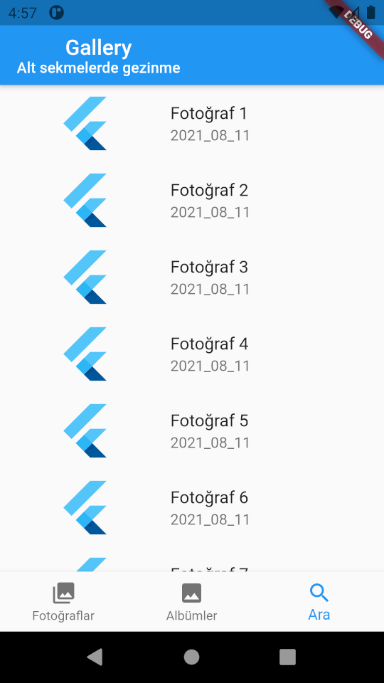 4:57
DEBUG
Gallery
Alt sekmelerde gezinme
Fotoğraf 1
2021_08_11
Fotoğraf 2
2021_08_11
Fotoğraf 3
2021_08_11
Fotoğraf 4
2021_08_11
Fotoğraf 5
2021_08_11
Fotoğraf 6
2021_08_11
Fotoğraf 7
Fotoğraflar
Albümler
Ara